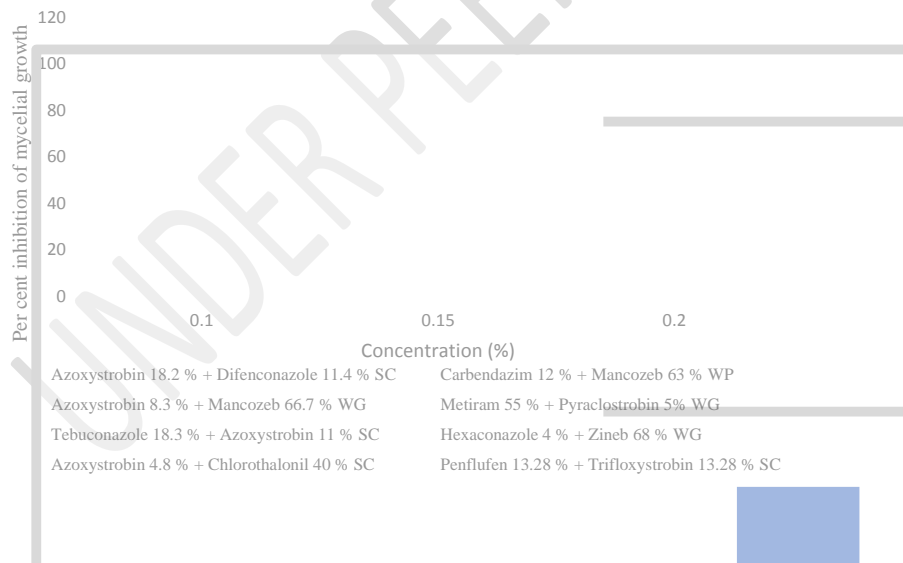 120
100
80
60
40
20
0
Per cent inhibition of mycelial growth
0.1 0.15 0.2
Concentration (%)
Azoxystrobin 18.2 % + Difenconazole 11.4 % SC Carbendazim 12 % + Mancozeb 63 % WP
Azoxystrobin 8.3 % + Mancozeb 66.7 % WG Metiram 55 % + Pyraclostrobin 5% WG
Tebuconazole 18.3 % + Azoxystrobin 11 % SC Hexaconazole 4 % + Zineb 68 % WG
Azoxystrobin 4.8 % + Chlorothalonil 40 % SC Penflufen 13.28 % + Trifloxystrobin 13.28 % SC
UNDER